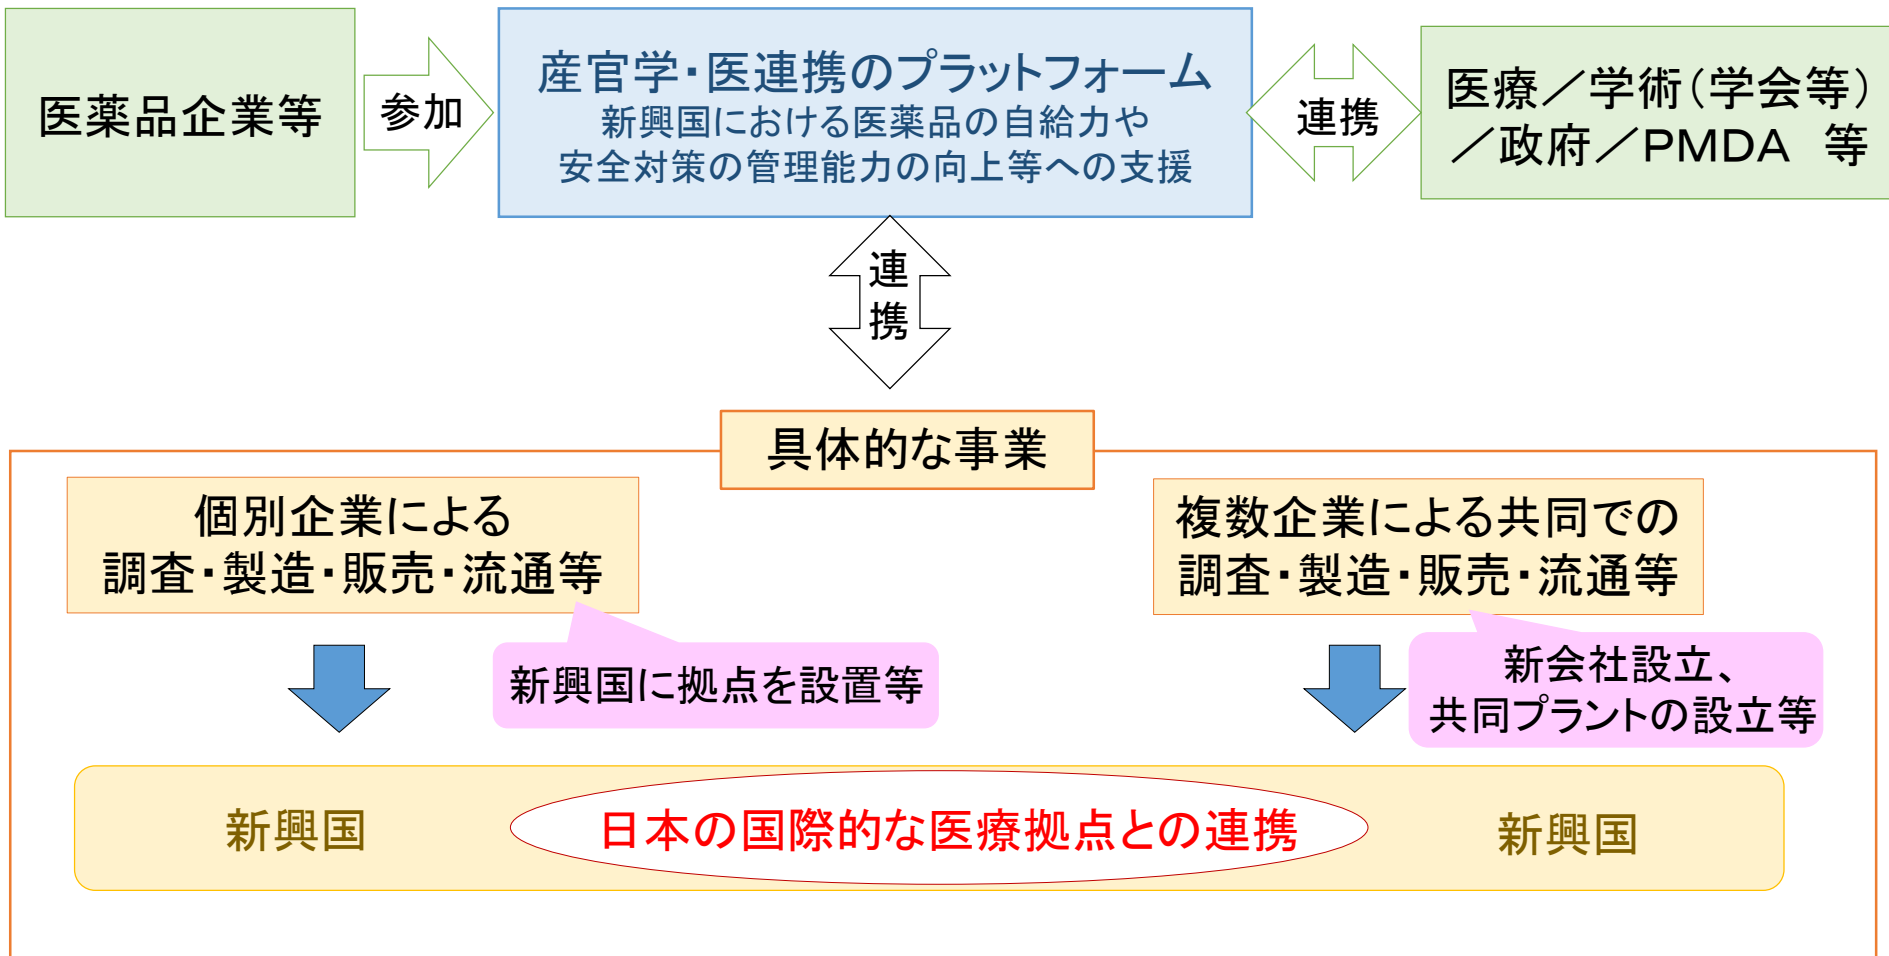 医薬品企業等
参加
産官学・医連携のプラットフォーム
新興国における医薬品の自給力や
安全対策の管理能力の向上等への支援
連携
医療／学術（学会等）
／政府／PMDA　等
連
携
具体的な事業
個別企業による
調査・製造・販売・流通等
複数企業による共同での
調査・製造・販売・流通等
新興国に拠点を設置等
新会社設立、
共同プラントの設立等
新興国
日本の国際的な医療拠点との連携
新興国